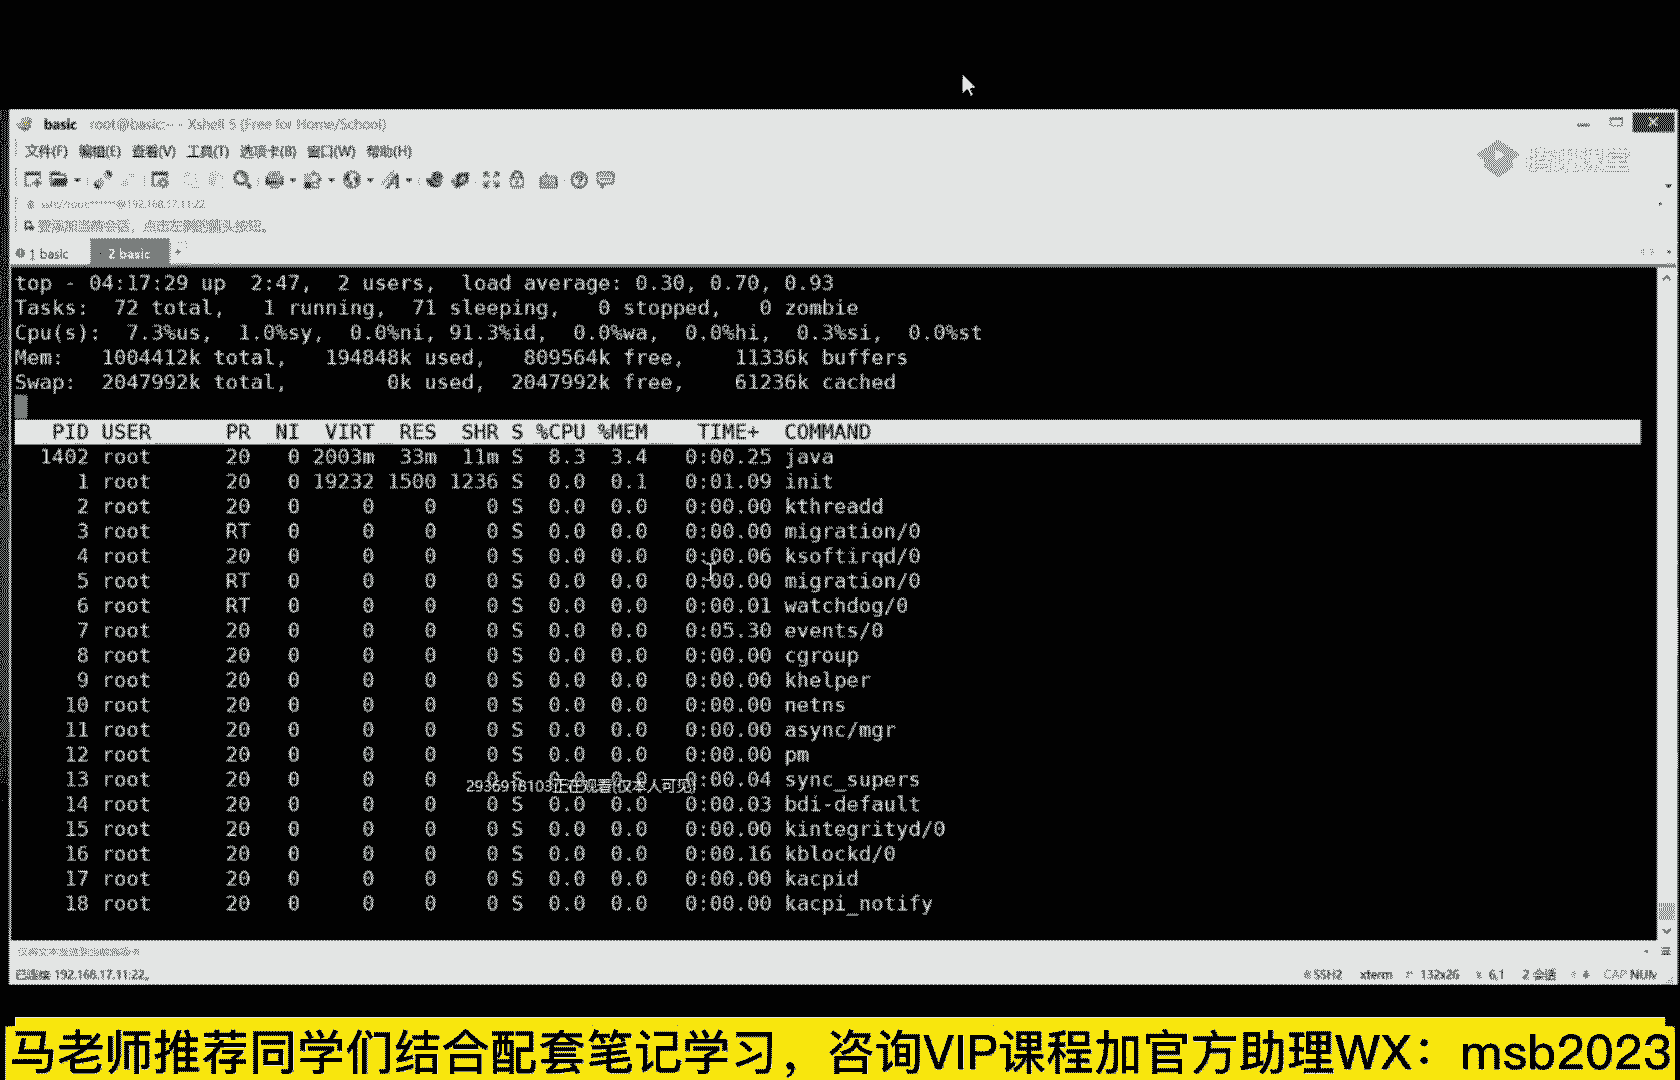 basic root@basic:~ - Xshell 5 (Free for Home/School)
文件(F) 编辑(E) 查看(V) 工具(T) 选项卡(B) 窗口(W) 帮助(H)
腾讯课堂
要添加当前会话，点击左侧的箭头按钮。
1 basic 2 basic +
top - 04:17:29 up 2:47, 2 users, load average: 0.30, 0.70, 0.93
Tasks: 72 total, 1 running, 71 sleeping, 0 stopped, 0 zombie
Cpu(s): 7.3%us, 1.0%sy, 0.0%ni, 91.3%id, 0.0%wa, 0.0%hi, 0.3%si, 0.0%st
Mem: 1004412k total, 194848k used, 809564k free, 11336k buffers
Swap: 2047992k total, 0k used, 2047992k free, 61236k cached
PID USER PR NI VIRT RES SHR S %CPU %MEM TIME+ COMMAND
1402 root 20 0 2003m 33m 11m S 8.3 3.4 0:00.25 java
1 root 20 0 19232 1500 1236 S 0.0 0.1 0:01.09 init
2 root 20 0 0 0 0 S 0.0 0.0 0:00.00 kthreadd
3 root RT 0 0 0 0 S 0.0 0.0 0:00.00 migration/0
4 root 20 0 0 0 0 S 0.0 0.0 0:00.06 ksoftirqd/0
5 root RT 0 0 0 0 S 0.0 0.0 0:00.00 migration/0
6 root RT 0 0 0 0 S 0.0 0.0 0:00.01 watchdog/0
7 root 20 0 0 0 0 S 0.0 0.0 0:05.30 events/0
8 root 20 0 0 0 0 S 0.0 0.0 0:00.00 cgroup
9 root 20 0 0 0 0 S 0.0 0.0 0:00.00 khelper
10 root 20 0 0 0 0 S 0.0 0.0 0:00.00 netns
11 root 20 0 0 0 0 S 0.0 0.0 0:00.00 async/mgr
12 root 20 0 0 0 0 S 0.0 0.0 0:00.00 pm
13 root 20 0 0 0 0 S 0.0 0.0 0:00.04 sync_supers
2936918103正在观看(仅本人可见)
14 root 20 0 0 0 0 S 0.0 0.0 0:00.03 bdi-default
15 root 20 0 0 0 0 S 0.0 0.0 0:00.00 kintegrityd/0
16 root 20 0 0 0 0 S 0.0 0.0 0:00.16 kblockd/0
17 root 20 0 0 0 0 S 0.0 0.0 0:00.00 kacpid
18 root 20 0 0 0 0 S 0.0 0.0 0:00.00 kacpi_notify
已连接 192.168.17.11:22。 SSH2 xterm 132x26 6,1 2 会话 CAP NUM
马老师推荐同学们结合配套笔记学习，咨询VIP课程加官方助理WX：msb2023